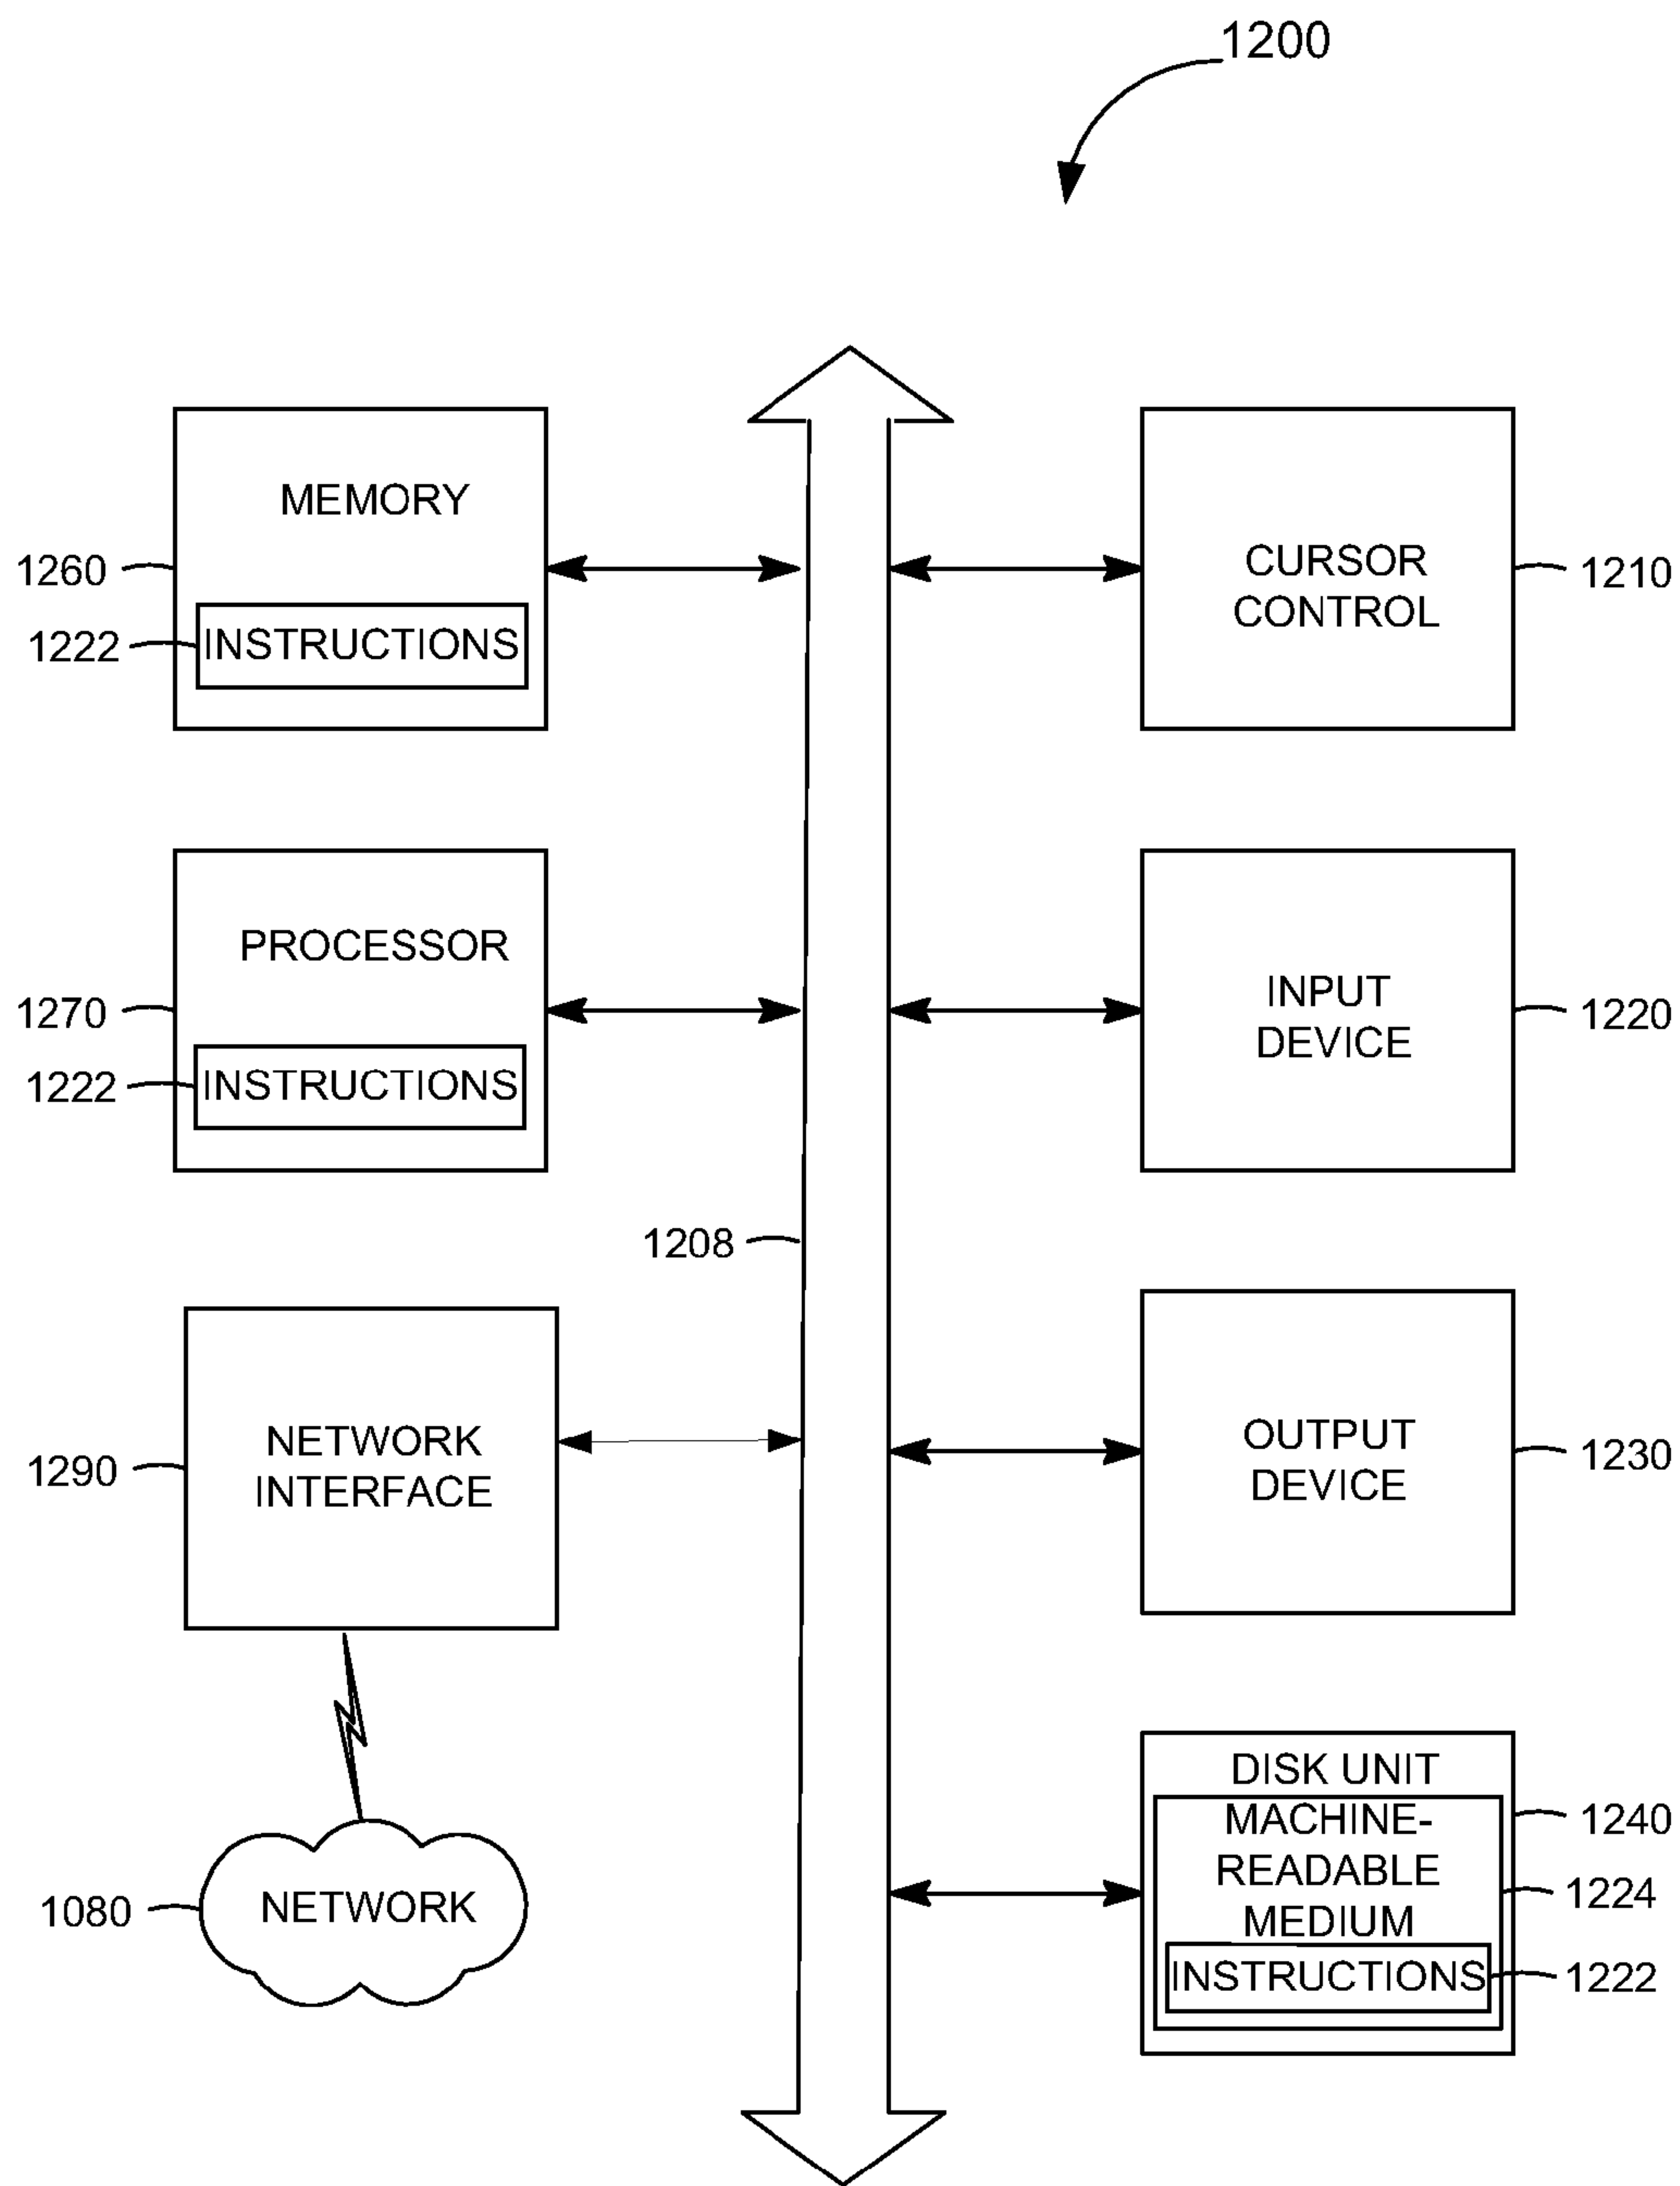 1200
MEMORY
1260
1222
INSTRUCTIONS
CURSOR
CONTROL
1210
PROCESSOR
1270
1222
INSTRUCTIONS
INPUT
DEVICE
1220
1208
NETWORK
INTERFACE
1290
OUTPUT
DEVICE
1230
NETWORK
1080
DISK UNIT
MACHINE-
READABLE
MEDIUM
INSTRUCTIONS
1240
1224
1222